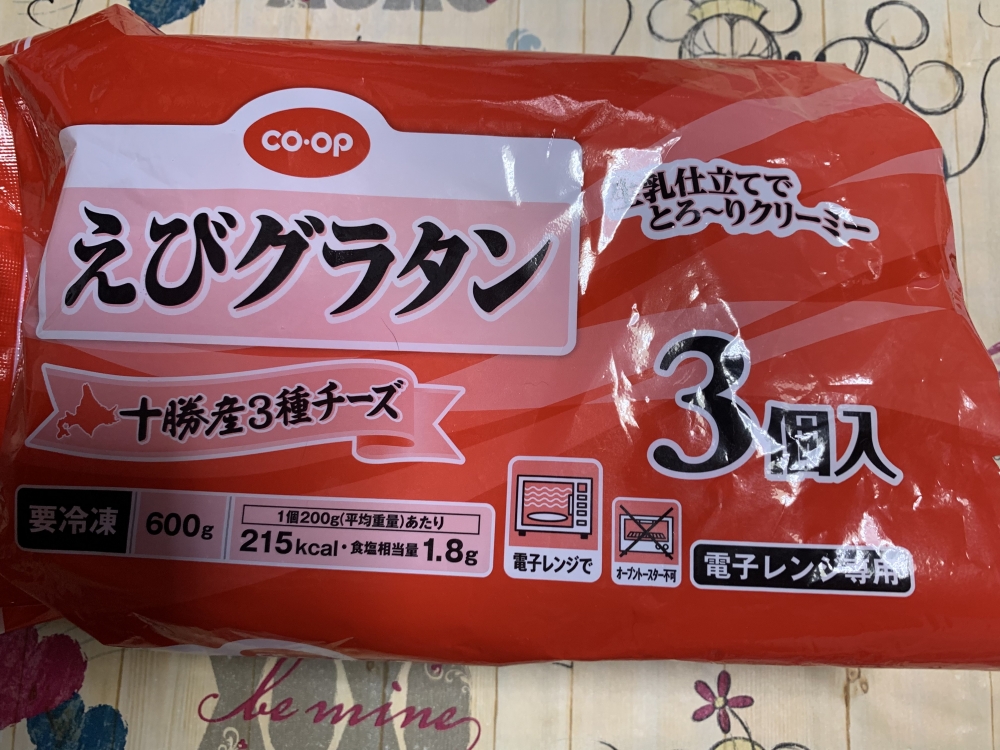 co·op
えびグラタン
乳仕立てで
とろ〜りクリーミー
十勝産3種チーズ
3個入
要冷凍
600g
1個200g(平均重量)あたり
215kcal・食塩相当量1.8g
電子レンジで
オーブントースター不可
電子レンジ専用
be mine